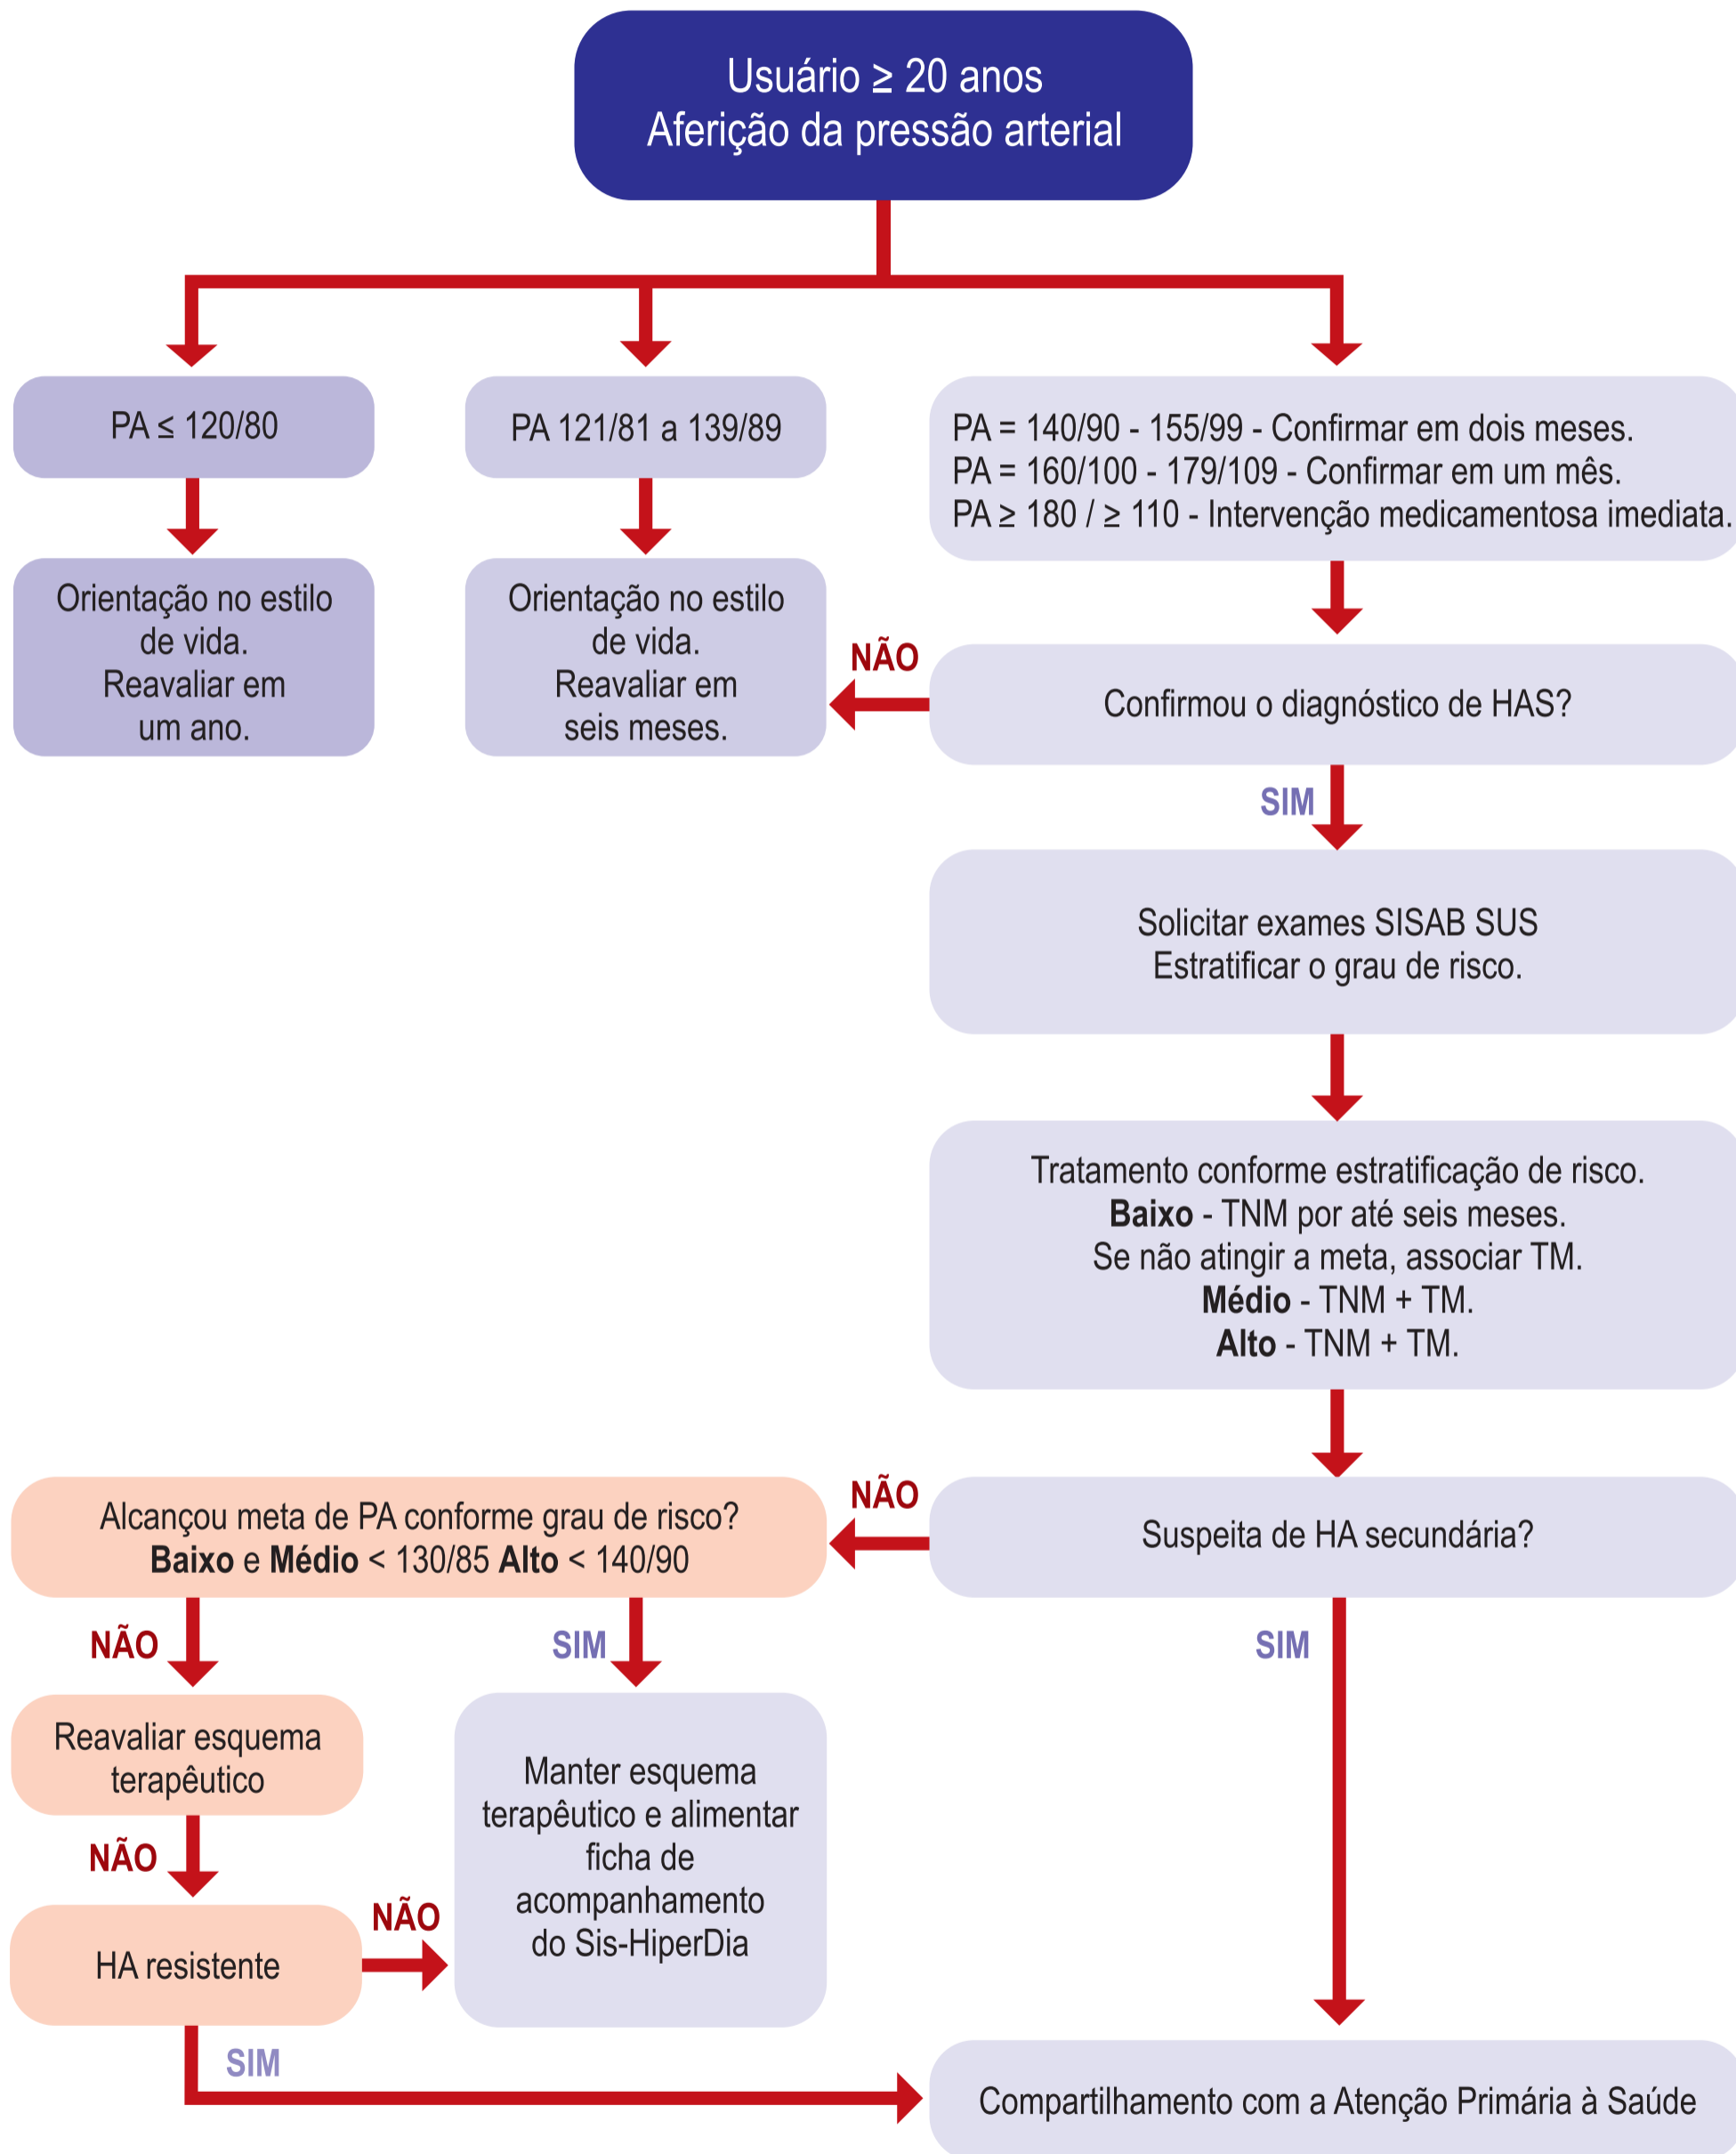 Usuário ≥ 20 anos
Aferição da pressão arterial
PA ≤ 120/80
PA 121/81 a 139/89
PA = 140/90 - 155/99 - Confirmar em dois meses.
PA = 160/100 - 179/109 - Confirmar em um mês.
PA ≥ 180 / ≥ 110 - Intervenção medicamentosa imediata.
Orientação no estilo
de vida.
Reavaliar em
um ano.
Orientação no estilo
de vida.
Reavaliar em
seis meses.
NÃO
Confirmou o diagnóstico de HAS?
SIM
Solicitar exames SISAB SUS
Estratificar o grau de risco.
Tratamento conforme estratificação de risco.
Baixo - TNM por até seis meses.
Se não atingir a meta, associar TM.
Médio - TNM + TM.
Alto - TNM + TM.
Alcançou meta de PA conforme grau de risco?
Baixo e Médio < 130/85 Alto < 140/90
NÃO
Suspeita de HA secundária?
NÃO
SIM
SIM
Reavaliar esquema
terapêutico
NÃO
HA resistente
NÃO
Manter esquema
terapêutico e alimentar
ficha de
acompanhamento
do Sis-HiperDia
SIM
Compartilhamento com a Atenção Primária à Saúde